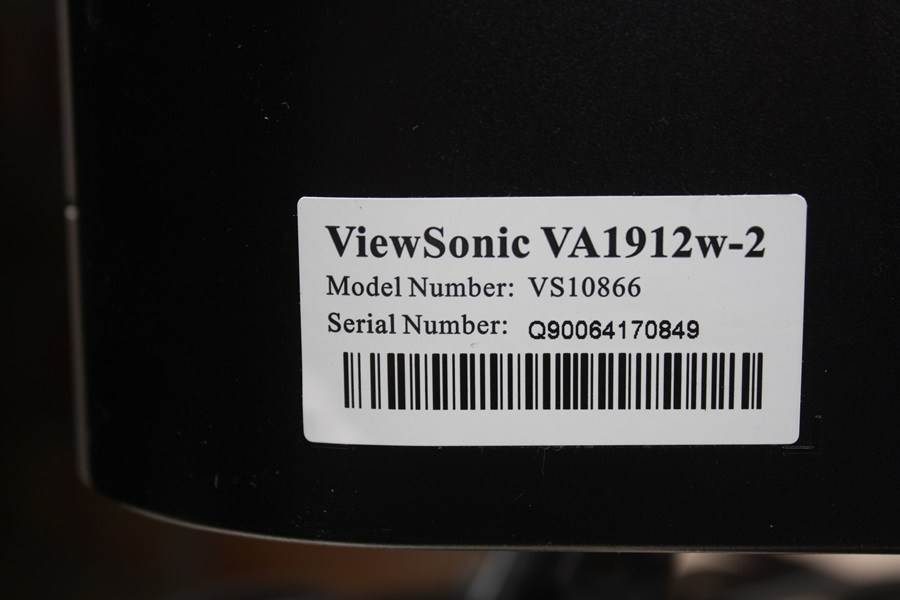 ViewSonic VA1912w-2
Model Number: VS10866
Serial Number: Q90064170849